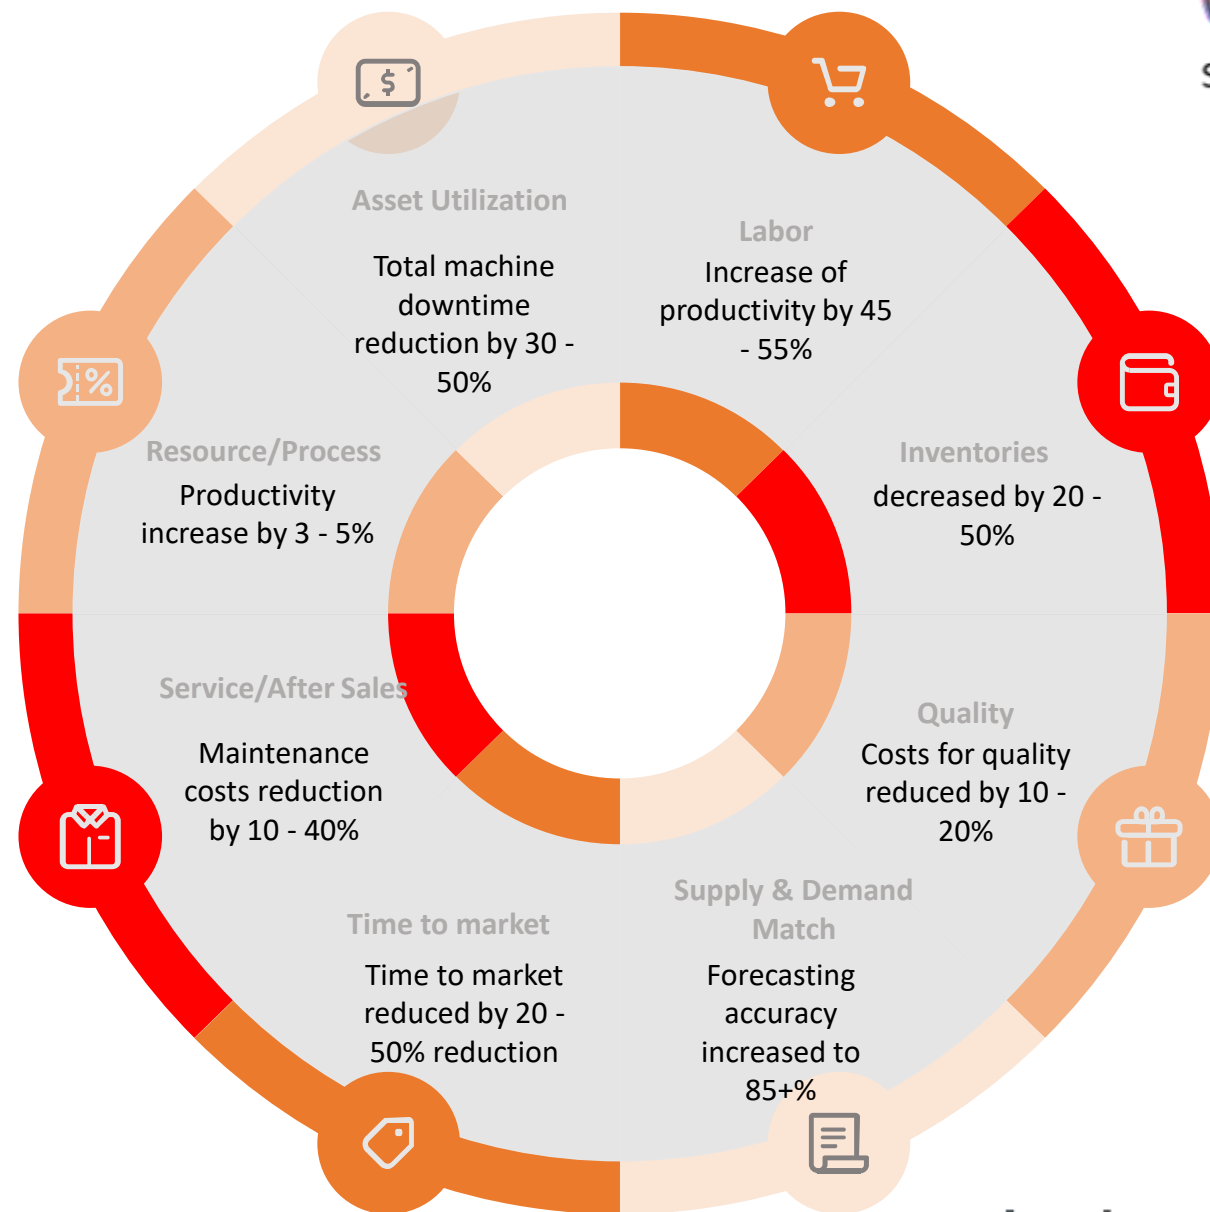 S
$
Asset Utilization
Total machine
downtime
reduction by 30 -
50%
Labor
Increase of
productivity by 45
- 55%
%
Resource/Process
Productivity
increase by 3 - 5%
Inventories
decreased by 20 -
50%
Service/After Sales
Maintenance
costs reduction
by 10 - 40%
Quality
Costs for quality
reduced by 10 -
20%
Time to market
Time to market
reduced by 20 -
50% reduction
Supply & Demand
Match
Forecasting
accuracy
increased to
85+%